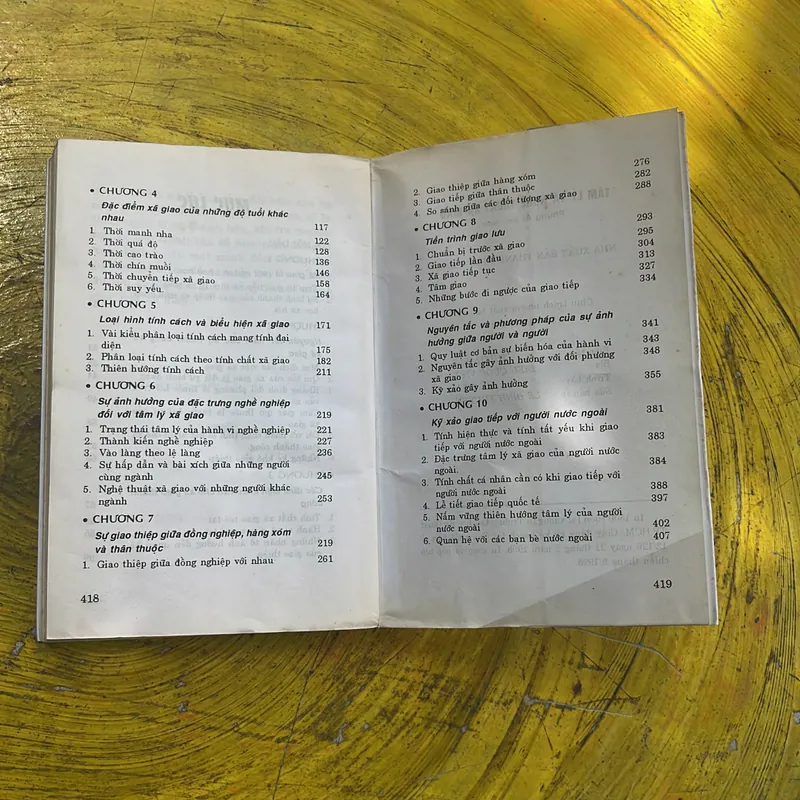 • CHƯƠNG 4
Đặc điểm xã giao của những độ tuổi khác
nhau 117
1. Thời manh nha
2. Thời quá độ 122
3. Thời cao trào 128
4. Thời chín muồi 136
5. Thời chuyển tiếp xã giao 146
6. Thời suy yếu. 158
164
• CHƯƠNG 5
Loại hình tính cách và biểu hiện xã giao 171
1. Vài kiểu phân loại tính cách mang tính đại
diện 175
2. Phân loại tính cách theo tính chất xã giao 182
3. Thiên hướng tính cách 211
• CHƯƠNG 6
Sự ảnh hưởng của đặc trưng nghề nghiệp
đối với tâm lý xã giao 219
1. Trạng thái tâm lý của hành vi nghề nghiệp 221
2. Thành kiến nghề nghiệp 227
3. Vào làng theo lệ làng 236
4. Sự hấp dẫn và bài xích giữa những người
cùng ngành 245
5. Nghệ thuật xã giao với những người khác
ngành 253
• CHƯƠNG 7
Sự giao thiệp giữa đồng nghiệp, hàng xóm
và thân thuộc 219
1. Giao thiệp giữa đồng nghiệp với nhau 261
418
2. Giao thiệp giữa hàng xóm 276
3. Giao tiếp giữa thân thuộc 282
4. So sánh giữa các đối tượng xã giao 288
• CHƯƠNG 8
Tiến trình giao lưu 293
1. Chuẩn bị trước xã giao 295
2. Giao tiếp lần đầu 304
3. Xã giao tiếp tục 313
4. Tâm giao 327
5. Những bước đi ngược của giao tiếp 334
• CHƯƠNG 9
Nguyên tắc và phương pháp của sự ảnh
hưởng giữa người và người 341
1. Quy luật cơ bản sự biến hóa của hành vi 343
2. Nguyên tắc gây ảnh hưởng với đối phương 348
xã giao
3. Kỹ xảo gây ảnh hưởng 355
• CHƯƠNG 10
Kỹ xảo giao tiếp với người nước ngoài 381
1. Tính hiện thực và tính tất yếu khi giao
tiếp với người nước ngoài 383
2. Đặc trưng tâm lý xã giao của người nước
ngoài. 384
3. Tính chất cá nhân cần có khi giao tiếp với
người nước ngoài 388
4. Lễ tiết giao tiếp quốc tế 397
5. Nắm vững thiên hướng tâm lý của người
nước ngoài 402
6. Quan hệ với các bạn bè nước ngoài 407
419